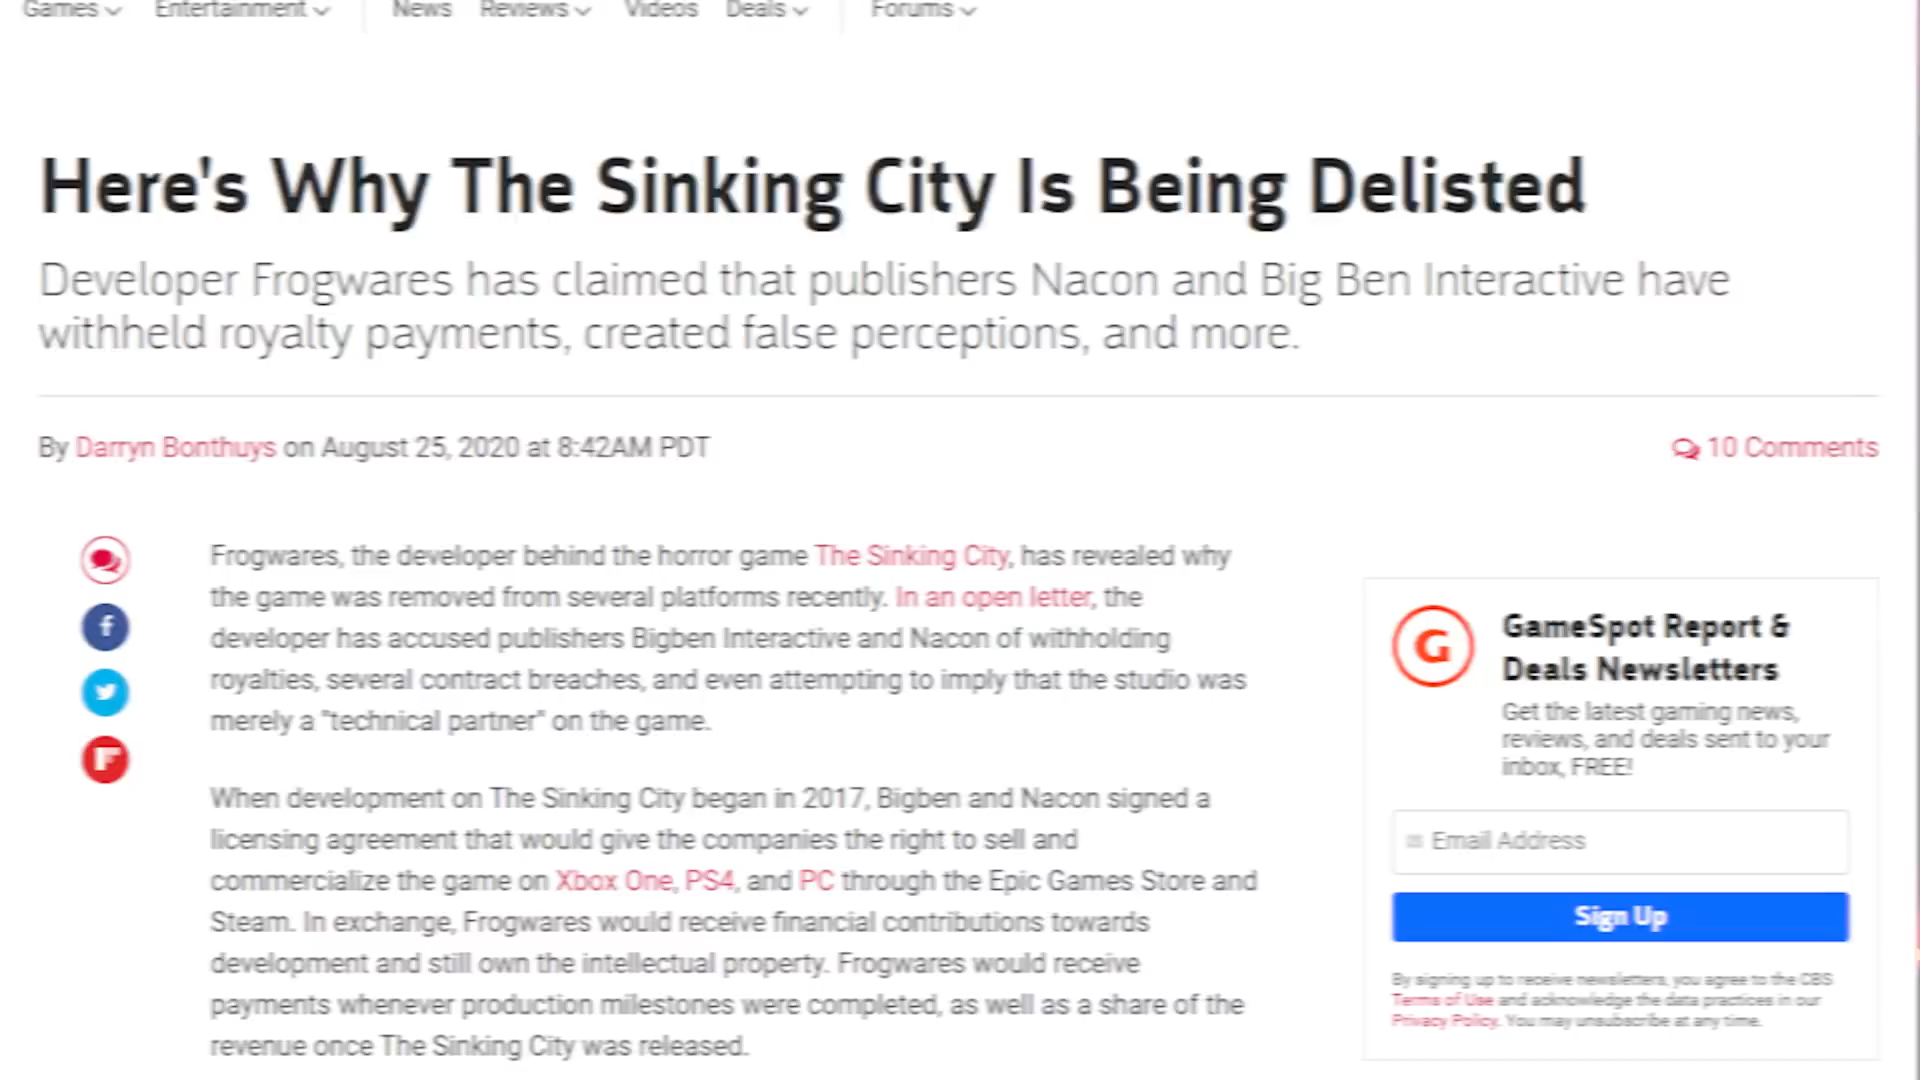 Games Entertainment News Reviews Videos Deals Forums
Here's Why The Sinking City Is Being Delisted
Developer Frogwares has claimed that publishers Nacon and Big Ben Interactive have
withheld royalty payments, created false perceptions, and more.
By Darryn Bonthuys on August 25, 2020 at 8:42AM PDT
10 Comments
Frogwares, the developer behind the horror game The Sinking City, has revealed why
the game was removed from several platforms recently. In an open letter, the
developer has accused publishers Bigben Interactive and Nacon of withholding
royalties, several contract breaches, and even attempting to imply that the studio was
merely a "technical partner" on the game.
When development on The Sinking City began in 2017, Bigben and Nacon signed a
licensing agreement that would give the companies the right to sell and
commercialize the game on Xbox One, PS4, and PC through the Epic Games Store and
Steam. In exchange, Frogwares would receive financial contributions towards
development and still own the intellectual property. Frogwares would receive
payments whenever production milestones were completed, as well as a share of the
revenue once The Sinking City was released.
G
GameSpot Report &
Deals Newsletters
Get the latest gaming news,
reviews, and deals sent to your
inbox, FREE!
Email Address
Sign Up
By signing up to receive newsletters, you agree to the CBS
Terms of Use and acknowledge the data practices in our
Privacy Policy. You may unsubscribe at any time.